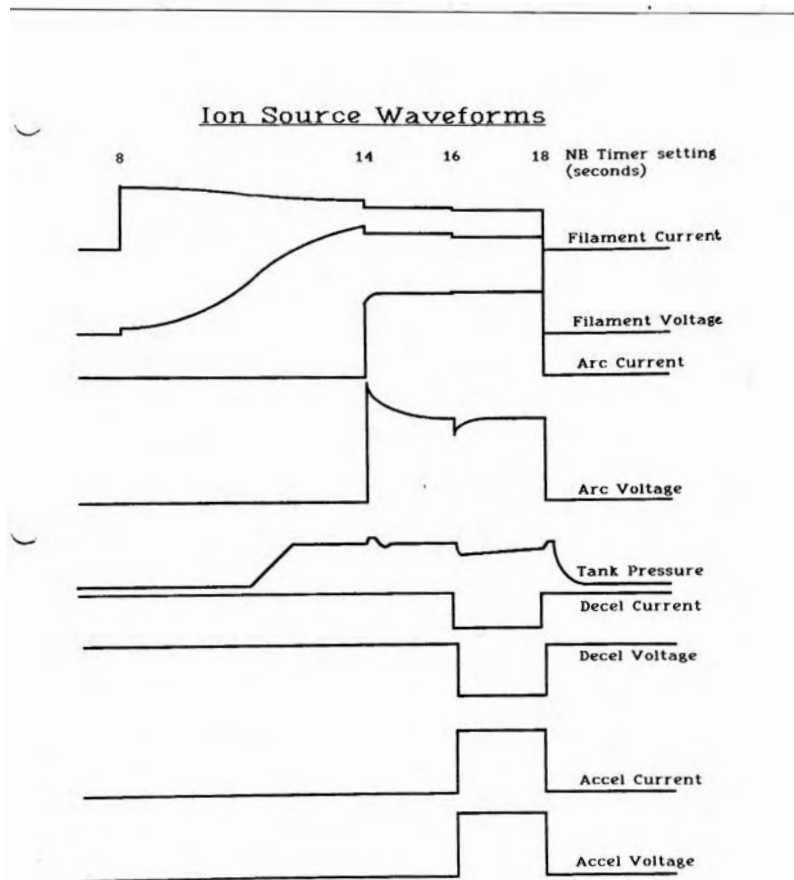 Ion Source Waveforms
8 14 16 18 NB Timer setting
(seconds)
Filament Current
Filament Voltage
Arc Current
Arc Voltage
Tank Pressure
Decel Current
Decel Voltage
Accel Current
Accel Voltage